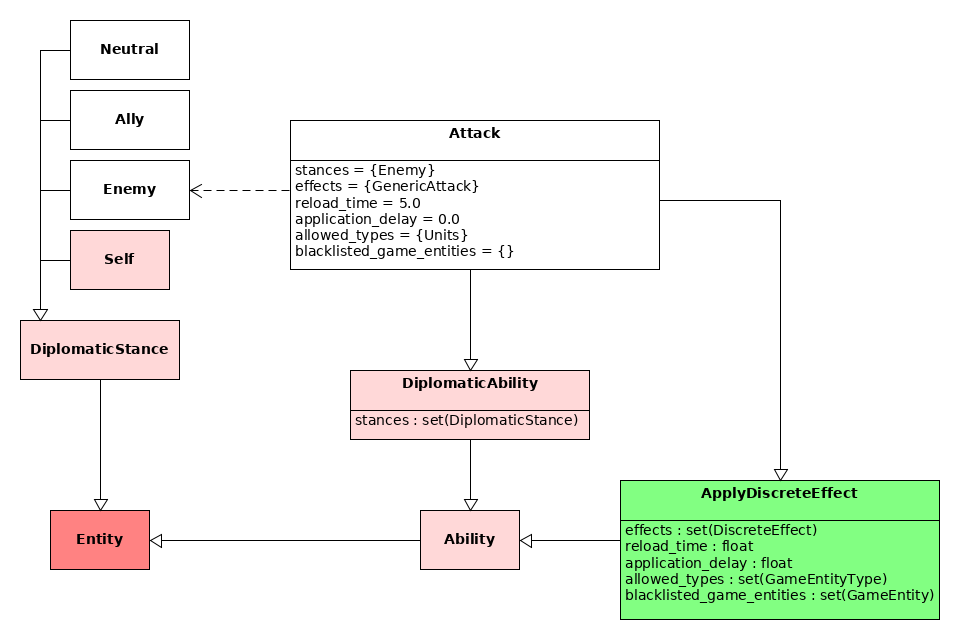 Neutral
Ally
Enemy
Self
DiplomaticStance
Entity
Attack
stances = {Enemy}
effects = {GenericAttack}
reload_time = 5.0
application_delay = 0.0
allowed_types = {Units}
blacklisted_game_entities = {}
DiplomaticAbility
stances : set(DiplomaticStance)
Ability
ApplyDiscreteEffect
effects : set(DiscreteEffect)
reload_time : float
application_delay : float
allowed_types : set(GameEntityType)
blacklisted_game_entities : set(GameEntity)